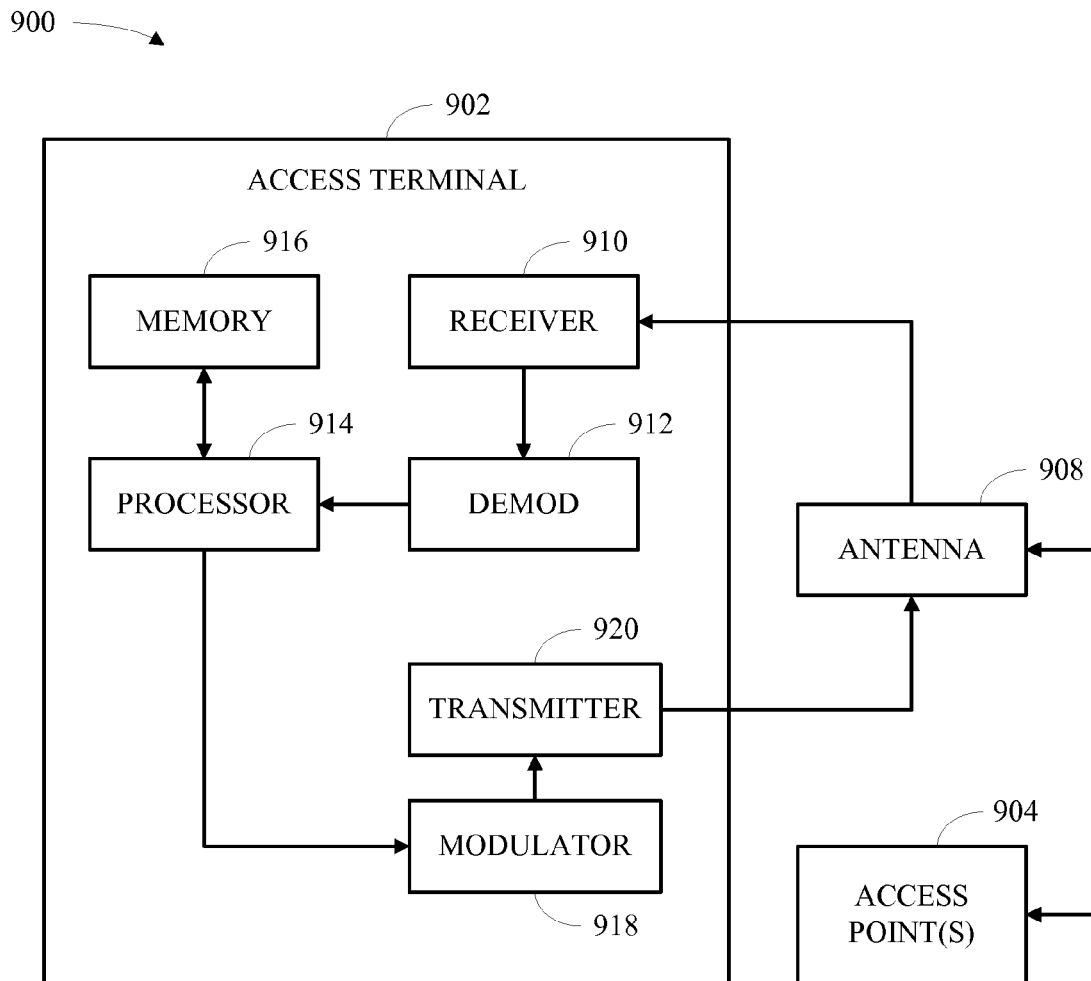 900
902
ACCESS TERMINAL
916
910
MEMORY
RECEIVER
914
912
908
PROCESSOR
DEMOD
ANTENNA
920
TRANSMITTER
904
MODULATOR
918
ACCESS
POINT(S)